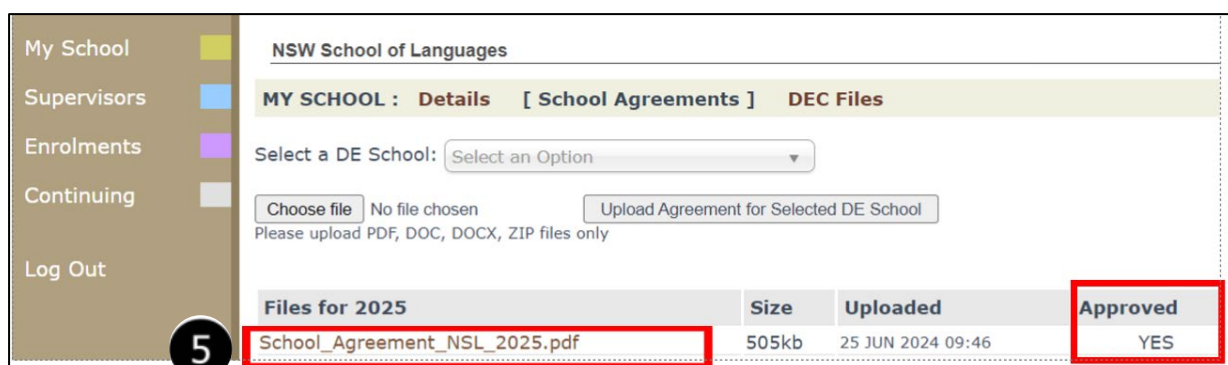 My School
Supervisors
Enrolments
Continuing
Log Out
NSW School of Languages
MY SCHOOL : Details [ School Agreements ] DEC Files
Select a DE School: Select an Option
Choose file No file chosen Upload Agreement for Selected DE School
Please upload PDF, DOC, DOCX, ZIP files only
Files for 2025 Size Uploaded Approved
5 School_Agreement_NSL_2025.pdf 505kb 25 JUN 2024 09:46 YES